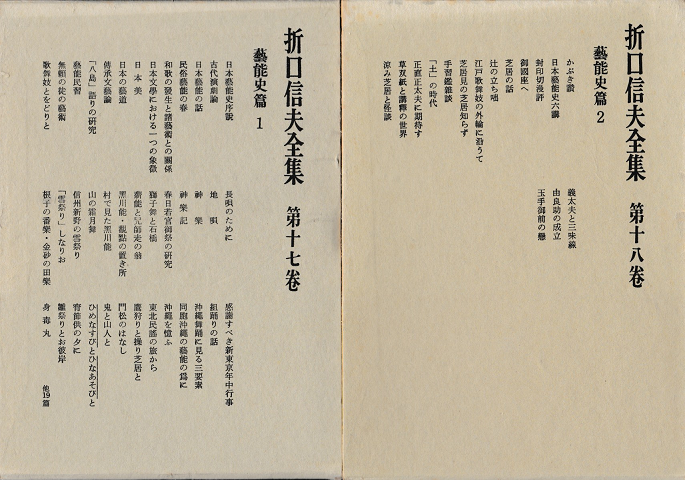 折口信夫全集 第十八卷
藝能史篇 2
かぶき讃
日本藝能史六講
封印切漫評
御國座へ
芝居の話
辻の立ち咄
江戸歌舞妓の外輪に沿うて
芝居見の芝居知らず
手習鑑雜談
「土」の時代
正直正太夫に期待す
草双紙と講釋の世界
涼み芝居と怪談
義太夫と三味線
由良助の成立
玉手御前の戀
折口信夫全集 第十七卷
藝能史篇 1
日本藝能史序說
古代演劇論
日本藝能の話
民俗藝能の春
和歌の發生と諸藝術との關係
日本文學における一つの象徵
日本美
日本の藝道
傳承文藝論
「八島」語りの研究
藝能民習
無賴の徒の藝術
歌舞妓とをどりと
長唄のために
地唄
神樂
神樂記
春日若宮御祭の研究
獅子舞と石橋
薪能と呪師走の翁
黑川能・觀點の置き所
村で見た黑川能
山の霜月舞
信州新野の雪祭り
「雪祭り」しなりお
根子の番樂・金砂の田樂
感謝すべき新東京年中行事
組踊りの話
沖繩舞踊に見る三要素
同胞沖繩の藝能の爲に
沖繩を憶ふ
東北民謠の旅から
鷹狩りと操り芝居と
門松のはなし
鬼と山人と
ひめなすびとひなあそびと
育節供の夕に
雛祭りとお彼岸
身毒丸
他19篇